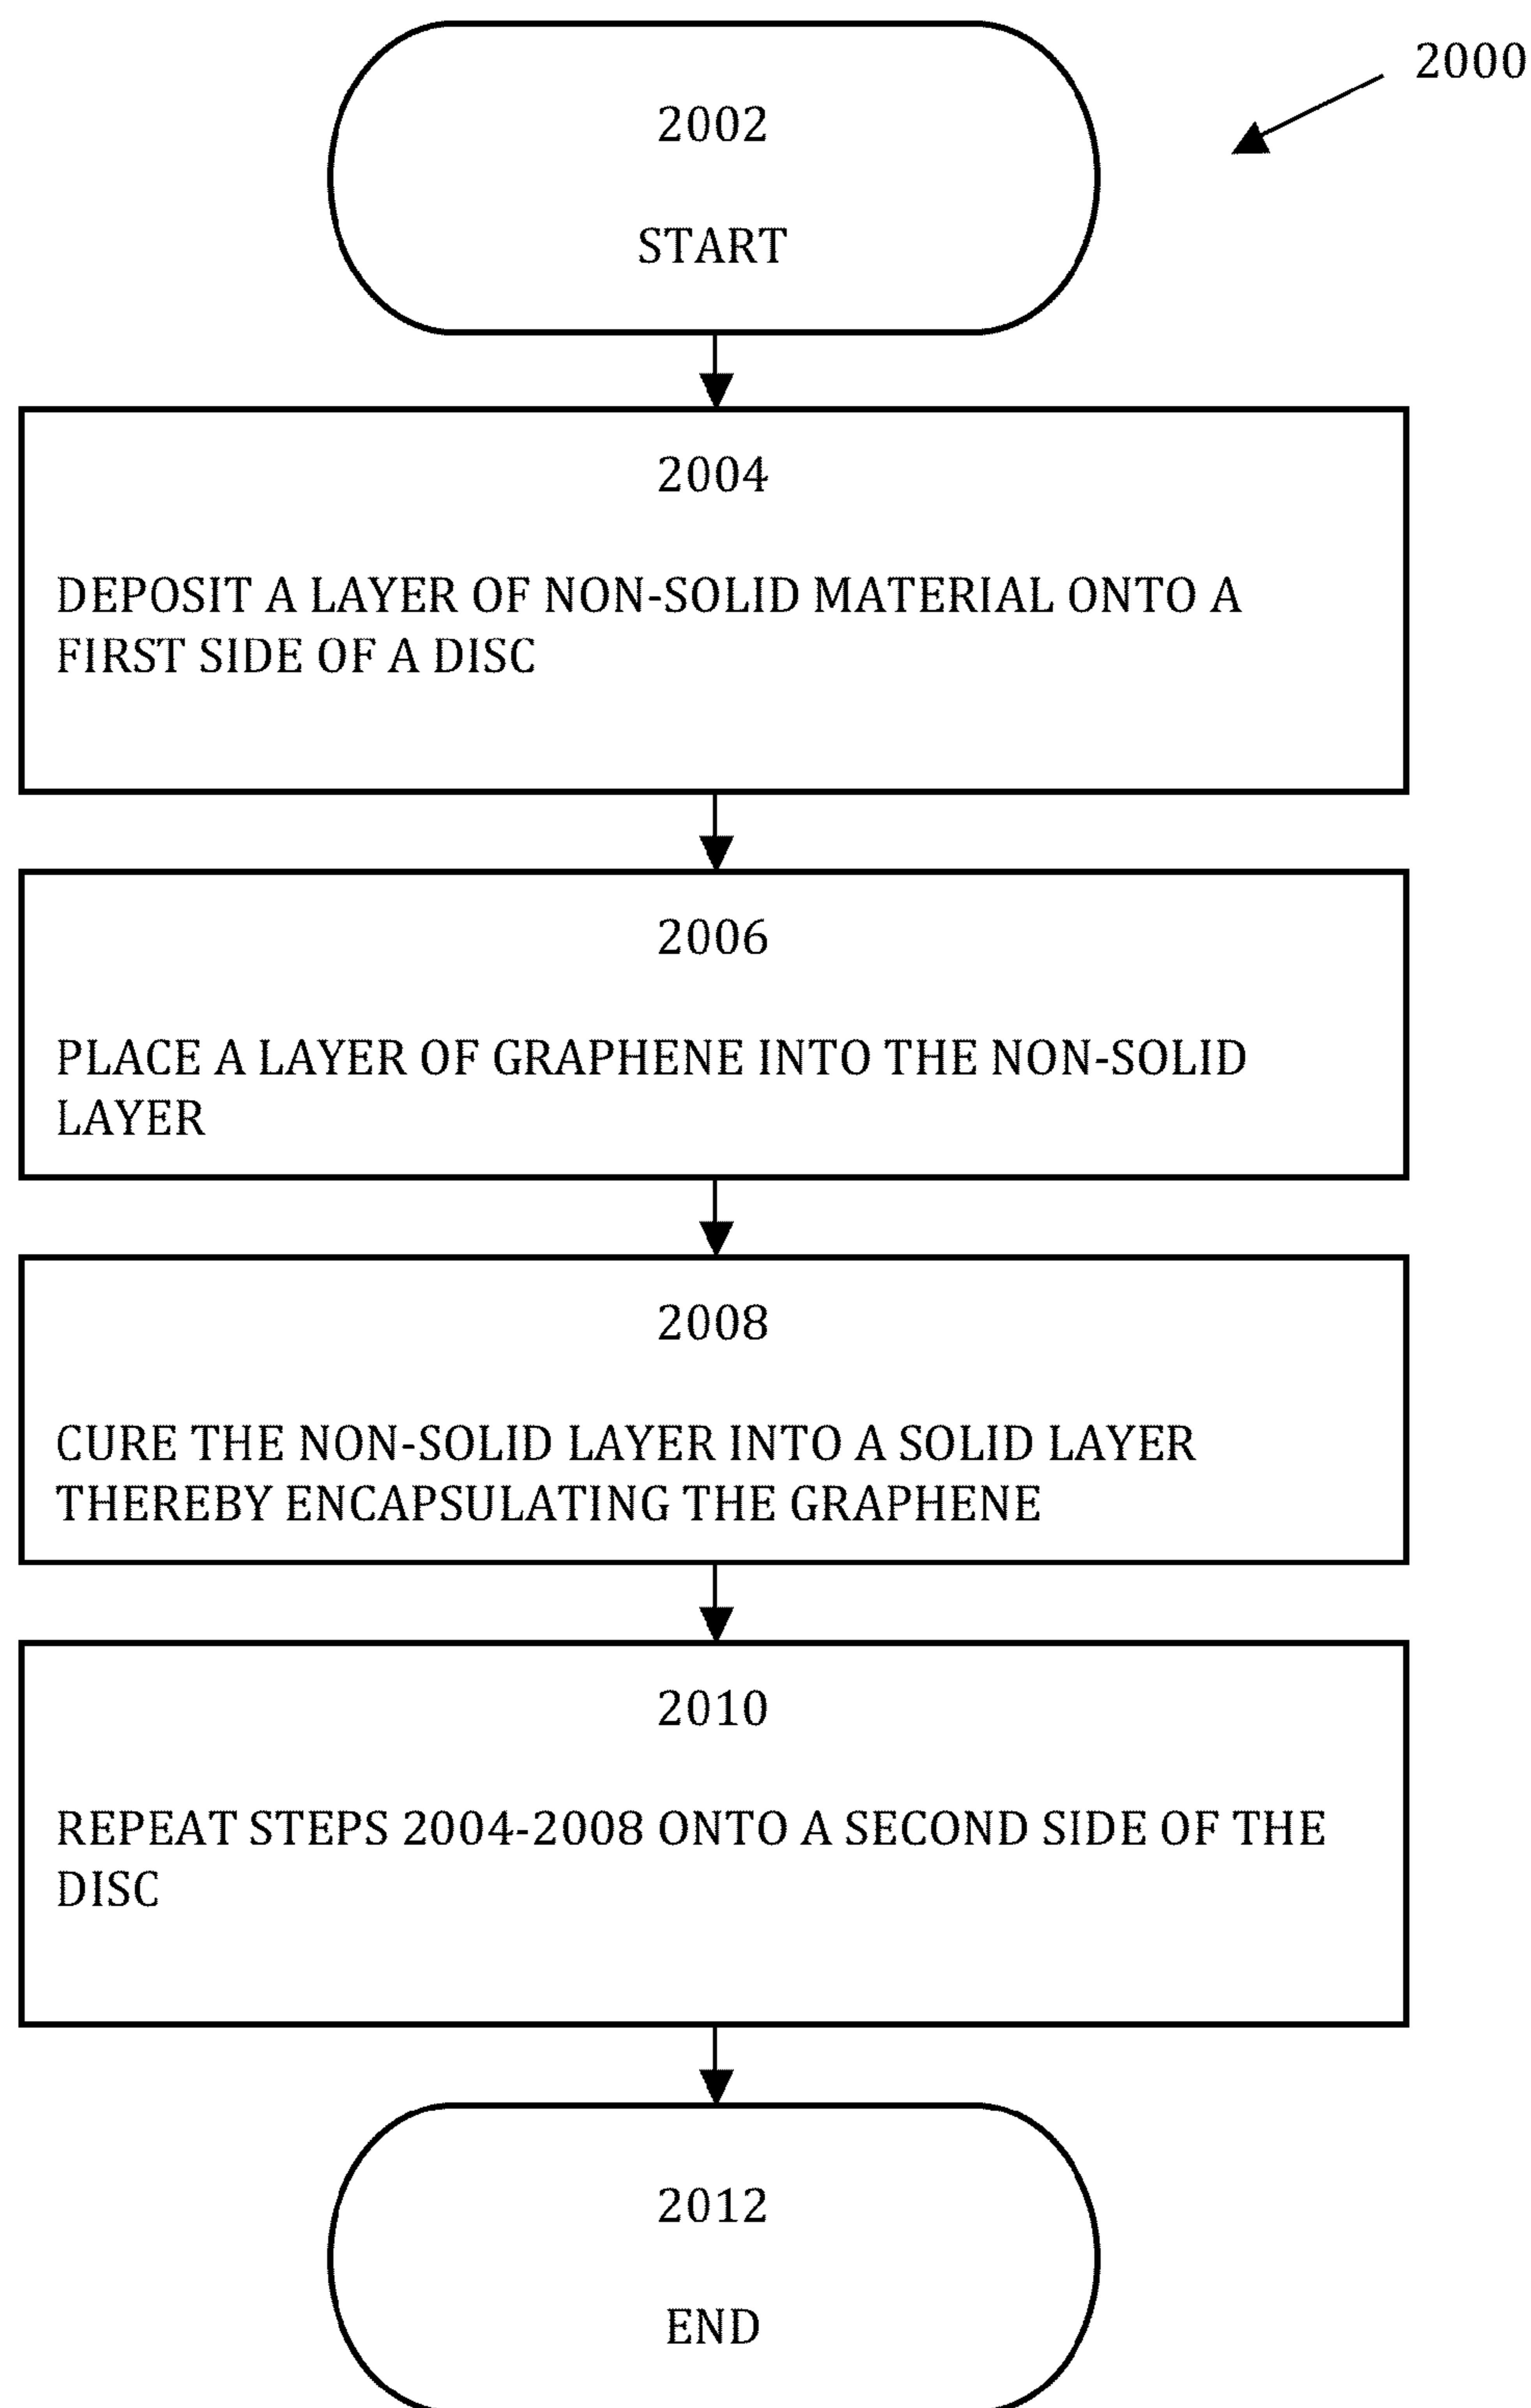 2000
2002
START
2004
DEPOSIT A LAYER OF NON-SOLID MATERIAL ONTO A
FIRST SIDE OF A DISC
2006
PLACE A LAYER OF GRAPHENE INTO THE NON-SOLID
LAYER
2008
CURE THE NON-SOLID LAYER INTO A SOLID LAYER
THEREBY ENCAPSULATING THE GRAPHENE
2010
REPEAT STEPS 2004-2008 ONTO A SECOND SIDE OF THE
DISC
2012
END